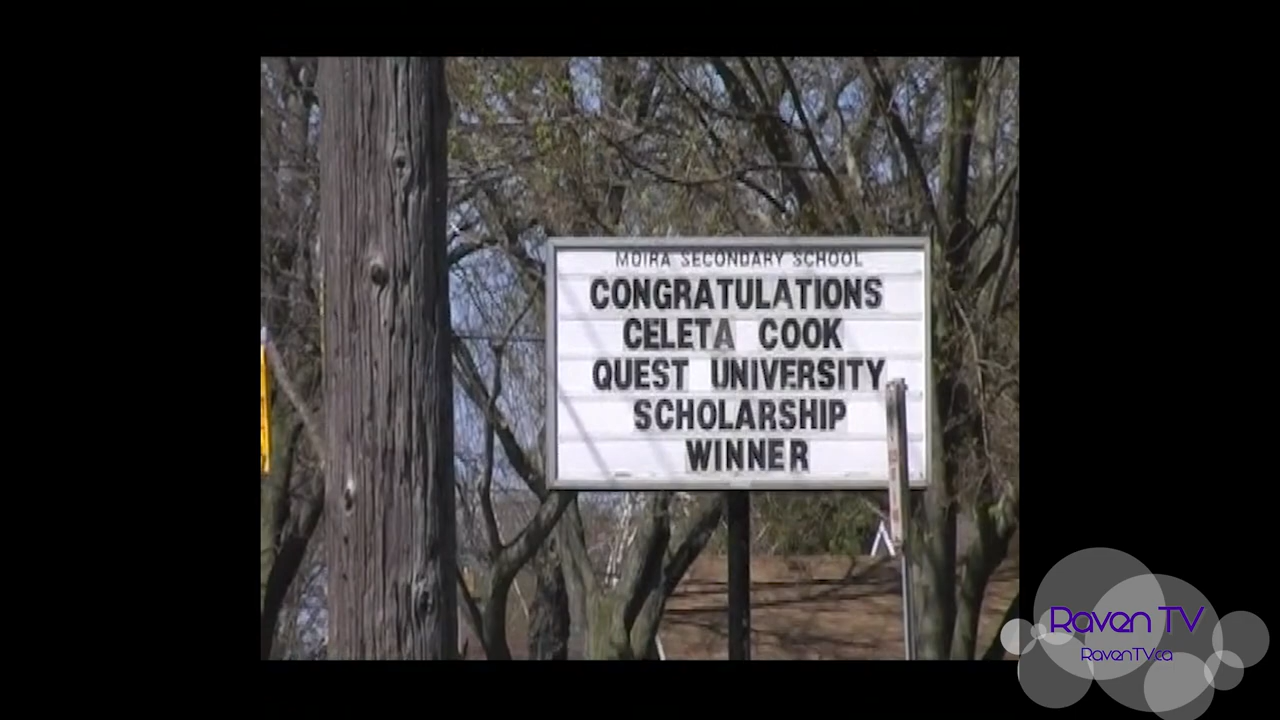 MOIRA SECONDARY SCHOOL
CONGRATULATIONS
CELETA COOK
QUEST UNIVERSITY
SCHOLARSHIP
WINNER
Raven TV
RavenTV.ca